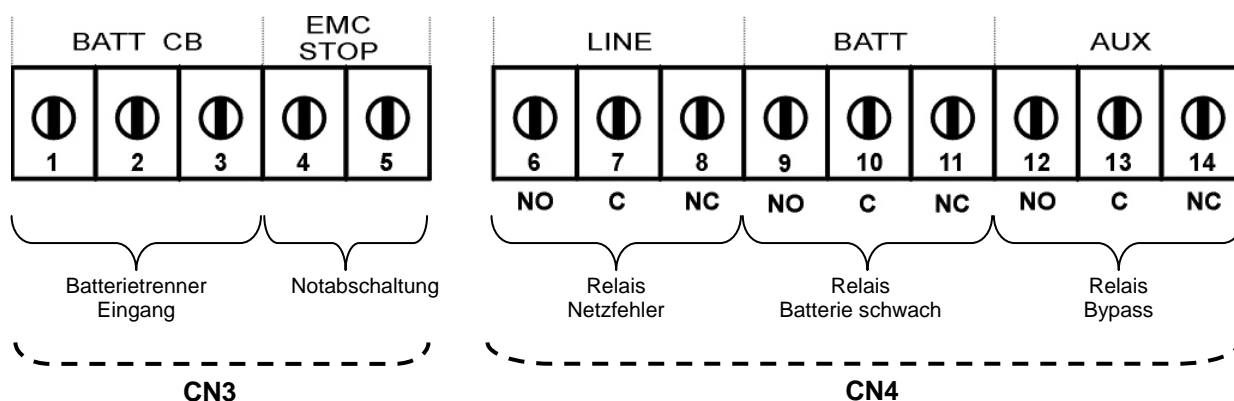 BATT CB EMC STOP LINE BATT AUX
1 2 3 4 5 6 7 8 9 10 11 12 13 14
NO C NC NO C NC NO C NC
Batterietrenner Eingang
Notabschaltung
Relais Netzfehler
Relais Batterie schwach
Relais Bypass
CN3 CN4